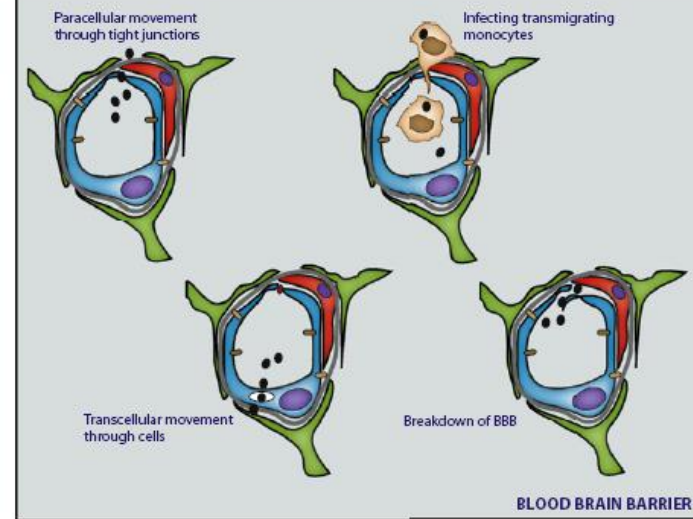 Paracellular movement
through tight junctions
Infecting transmigrating
monocytes
Transcellular movement
through cells
Breakdown of BBB
BLOOD BRAIN BARRIER